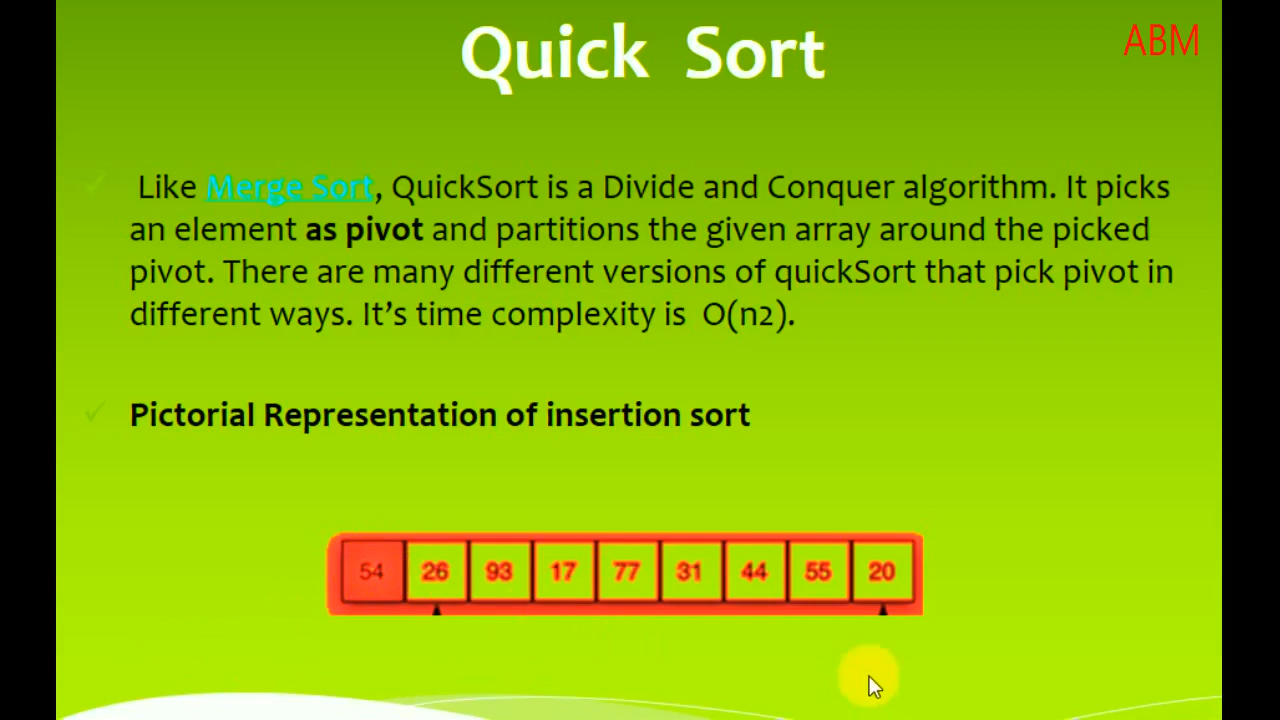 Quick Sort
ABM
Like Merge Sort, QuickSort is a Divide and Conquer algorithm. It picks
an element as pivot and partitions the given array around the picked
pivot. There are many different versions of quickSort that pick pivot in
different ways. It’s time complexity is O(n2).
Pictorial Representation of insertion sort
54 26 93 17 77 31 44 55 20